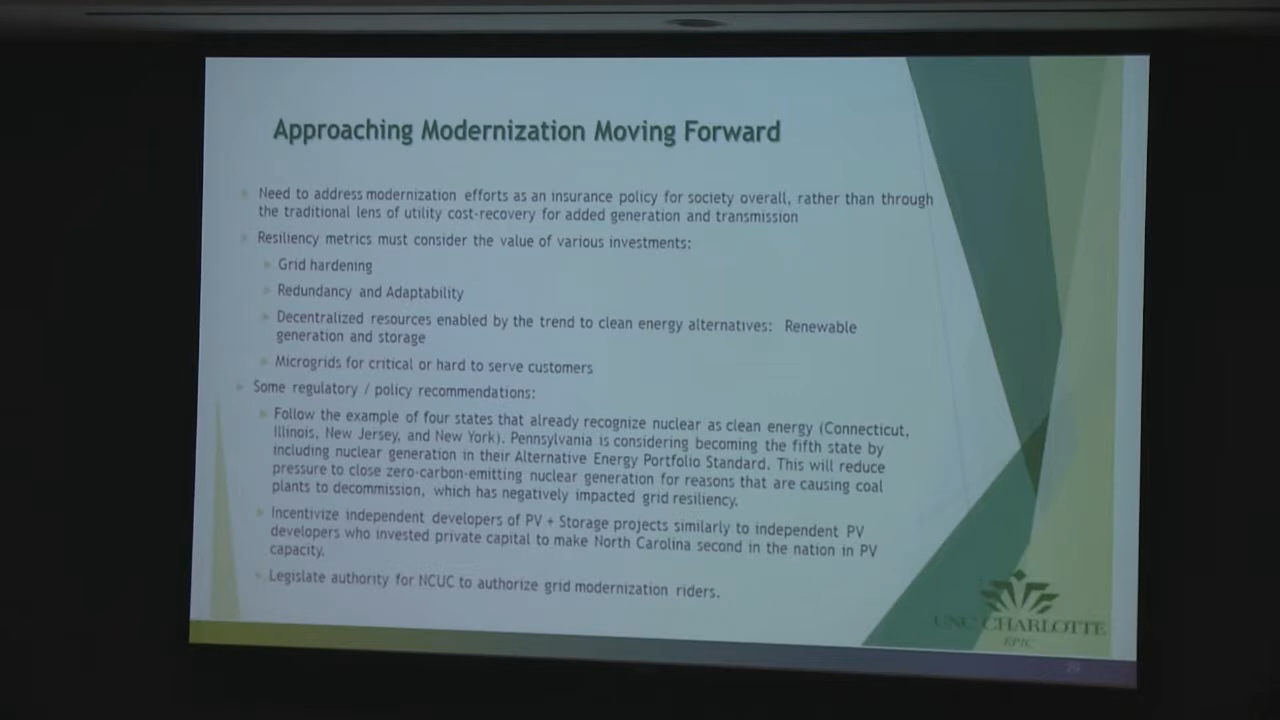 Approaching Modernization Moving Forward
Need to address modernization efforts as an insurance policy for society overall, rather than through
the traditional lens of utility cost-recovery for added generation and transmission
Resiliency metrics must consider the value of various investments:
Grid hardening
Redundancy and Adaptability
Decentralized resources enabled by the trend to clean energy alternatives: Renewable
generation and storage
Microgrids for critical or hard to serve customers
Some regulatory / policy recommendations:
Follow the example of four states that already recognize nuclear as clean energy (Connecticut,
Illinois, New Jersey, and New York). Pennsylvania is considering becoming the fifth state by
including nuclear generation in their Alternative Energy Portfolio Standard. This will reduce
pressure to close zero-carbon-emitting nuclear generation for reasons that are causing coal
plants to decommission, which has negatively impacted grid resiliency.
Incentivize independent developers of PV + Storage projects similarly to independent PV
developers who invested private capital to make North Carolina second in the nation in PV
capacity.
Legislate authority for NCUC to authorize grid modernization riders.
UNC CHARLOTTE
EPIC